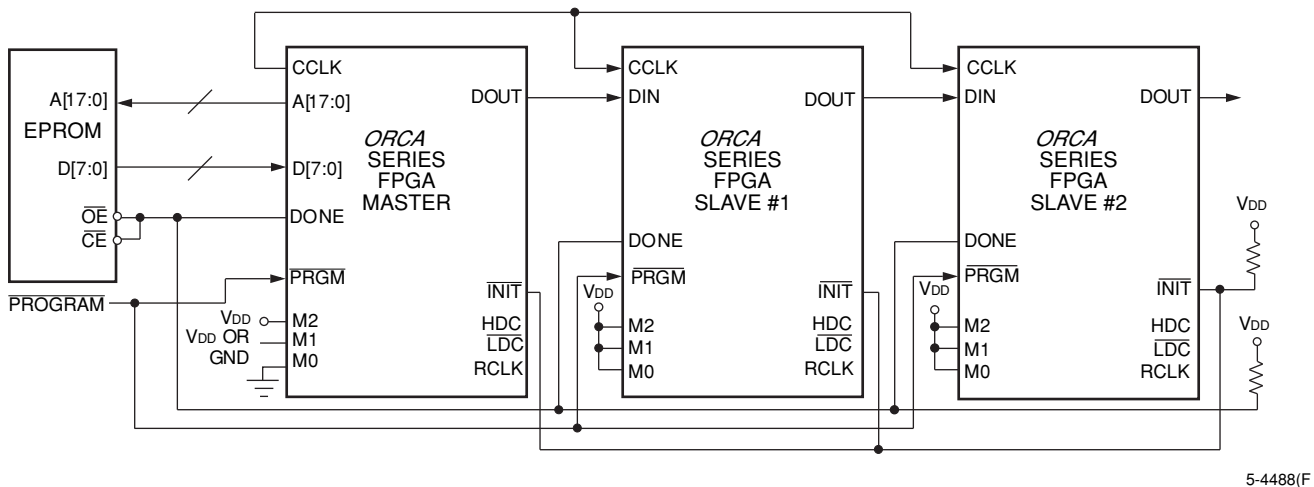 A[17:0]
EPROM
D[7:0]
OE
CE
PROGRAM
CCLK
A[17:0]
DOUT
D[7:0]
ORCA
SERIES
FPGA
MASTER
DONE
PRGM
INIT
VDD
M2
HDC
VDD OR
GND
M1
LDC
M0
RCLK
CCLK
DIN
DOUT
ORCA
SERIES
FPGA
SLAVE #1
DONE
PRGM
VDD
INIT
M2
HDC
M1
LDC
M0
RCLK
CCLK
DIN
DOUT
ORCA
SERIES
FPGA
SLAVE #2
DONE
PRGM
VDD
INIT
M2
HDC
M1
LDC
M0
RCLK
VDD
VDD
5-4488(F